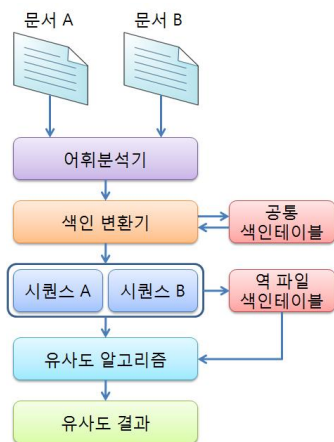 문서 A
문서 B
어휘분석기
색인 변환기
공통
색인테이블
시퀀스 A
시퀀스 B
역 파일
색인테이블
유사도 알고리즘
유사도 결과